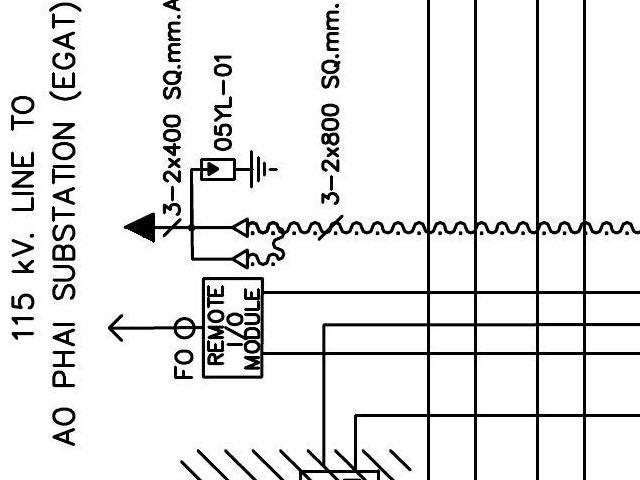 115 kV. LINE TO
AO PHAI SUBSTATION (EGAT)
3-2x400 SQ.mm.A
05YL-01
3-2x800 SQ.mm.
FO
REMOTE
I/O
MODULE